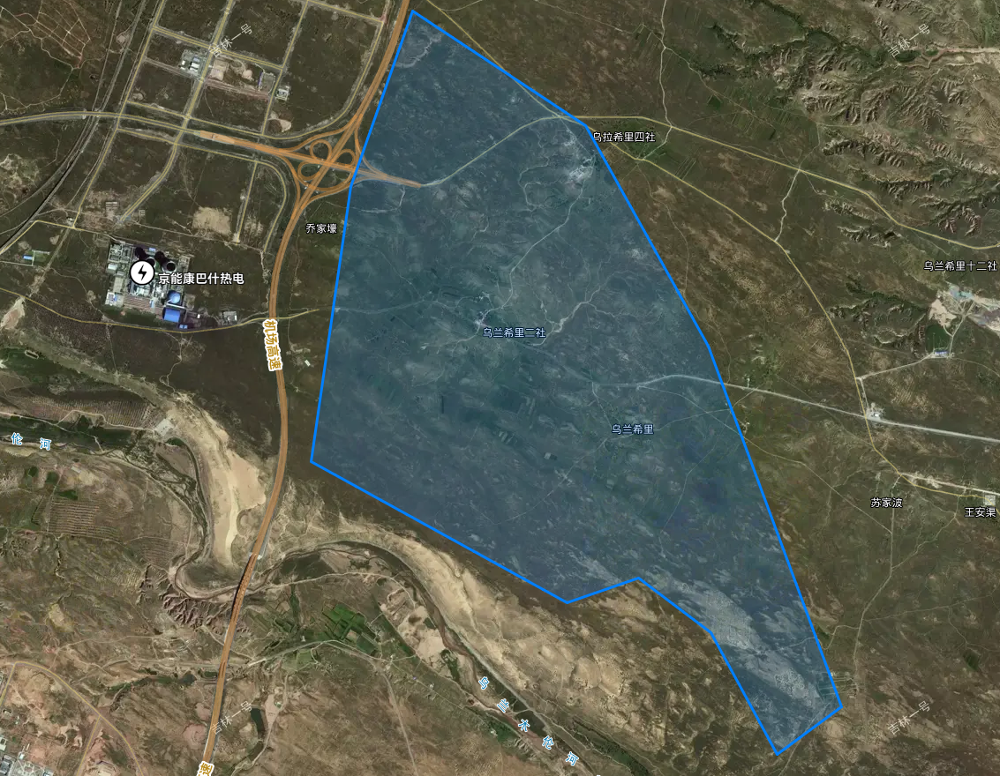 吉林一号
吉林一号
乌拉希里四社
乔家壕
乌兰希里十二社
京能康巴什热电
机场高速
乌兰希里二社
乌兰希里
伦河
苏家波
王安渠
乌兰木伦河
吉林一号
吉林一号